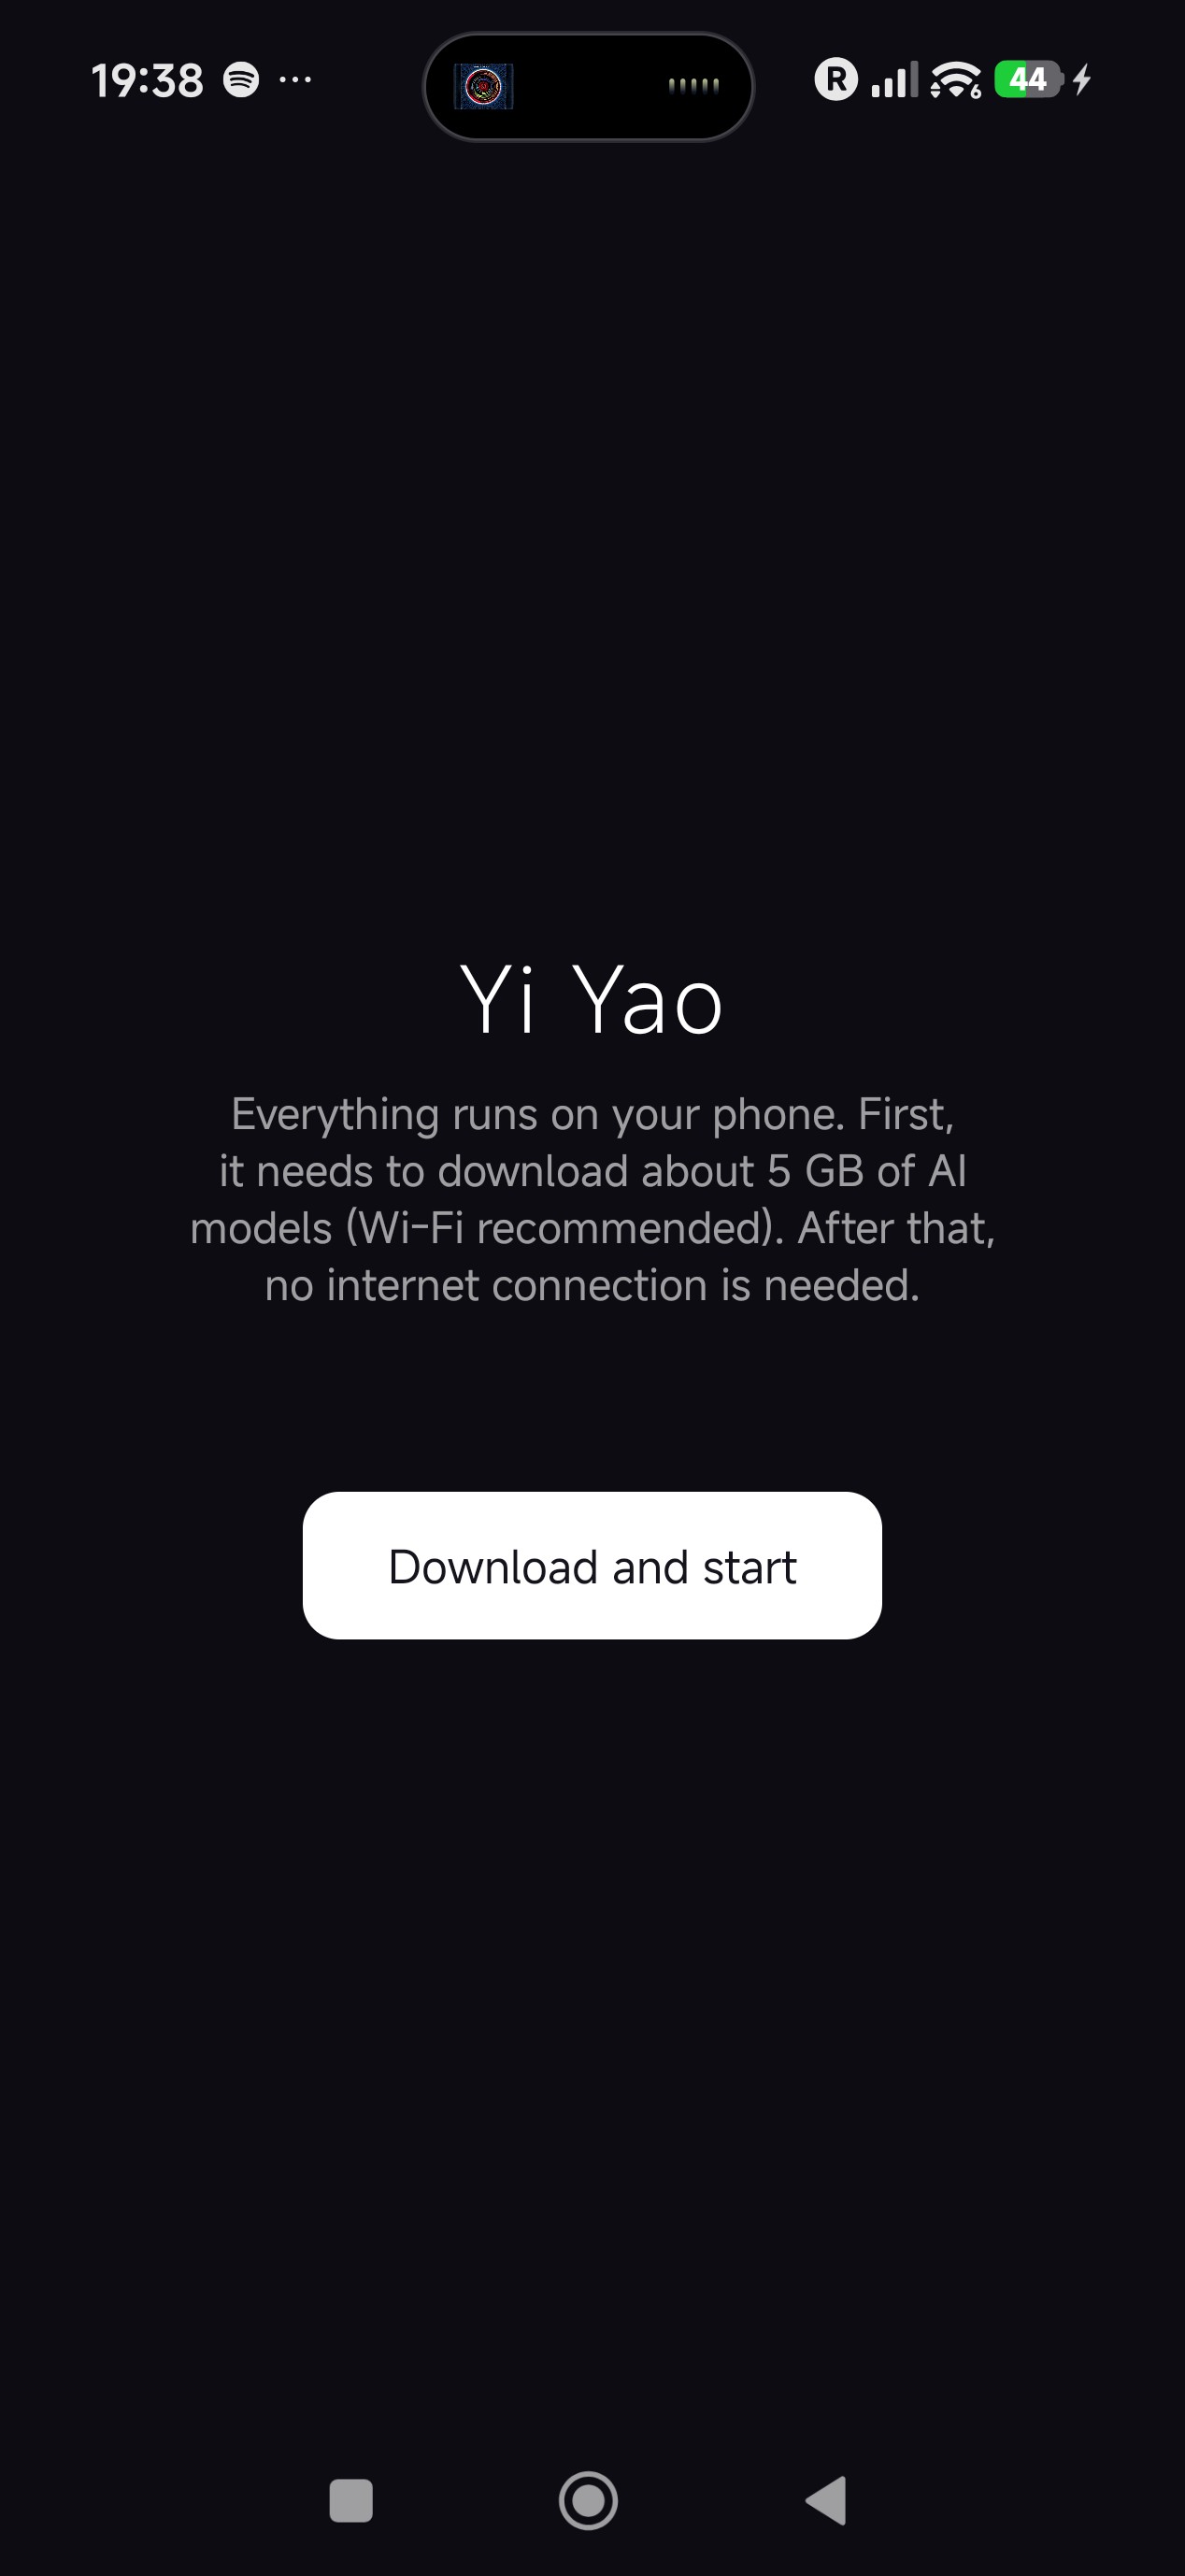 19:38
R
6
44
Yi Yao
Everything runs on your phone. First,
it needs to download about 5 GB of AI
models (Wi-Fi recommended). After that,
no internet connection is needed.
Download and start